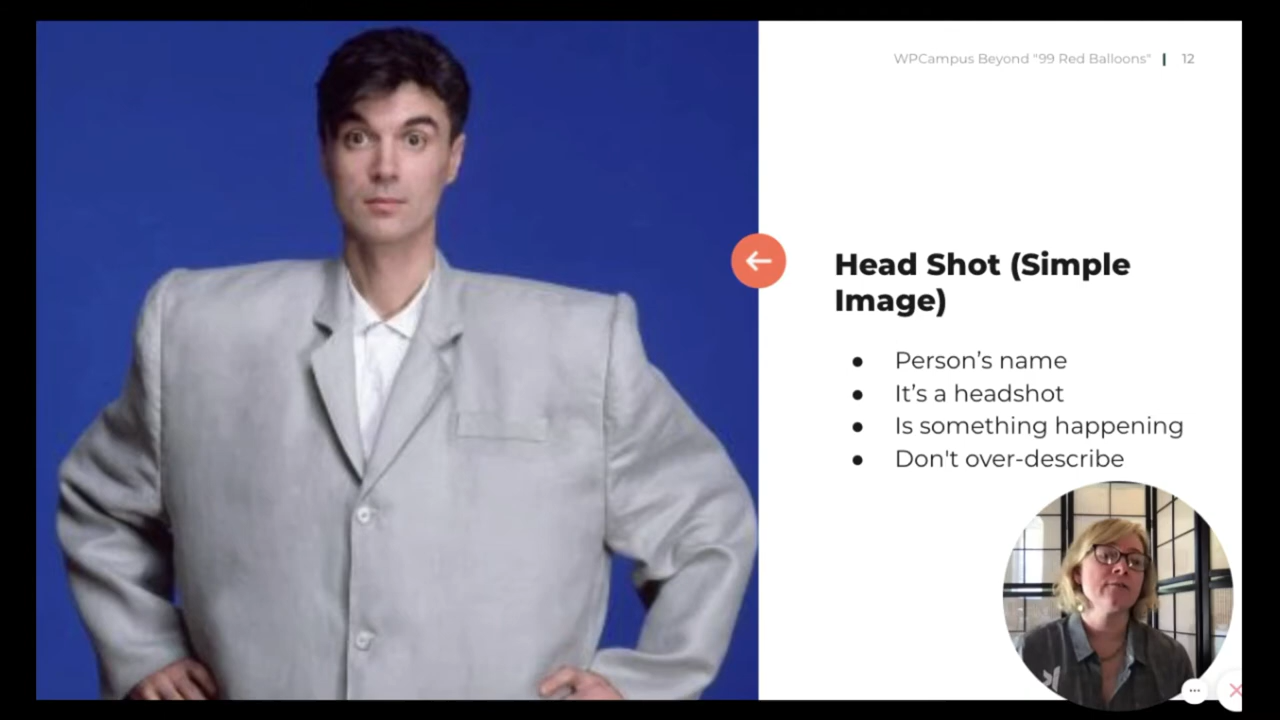 WPCampus Beyond "99 Red Balloons" | 12
Head Shot (Simple
Image)
● Person's name
● It's a headshot
● Is something happening
● Don't over-describe